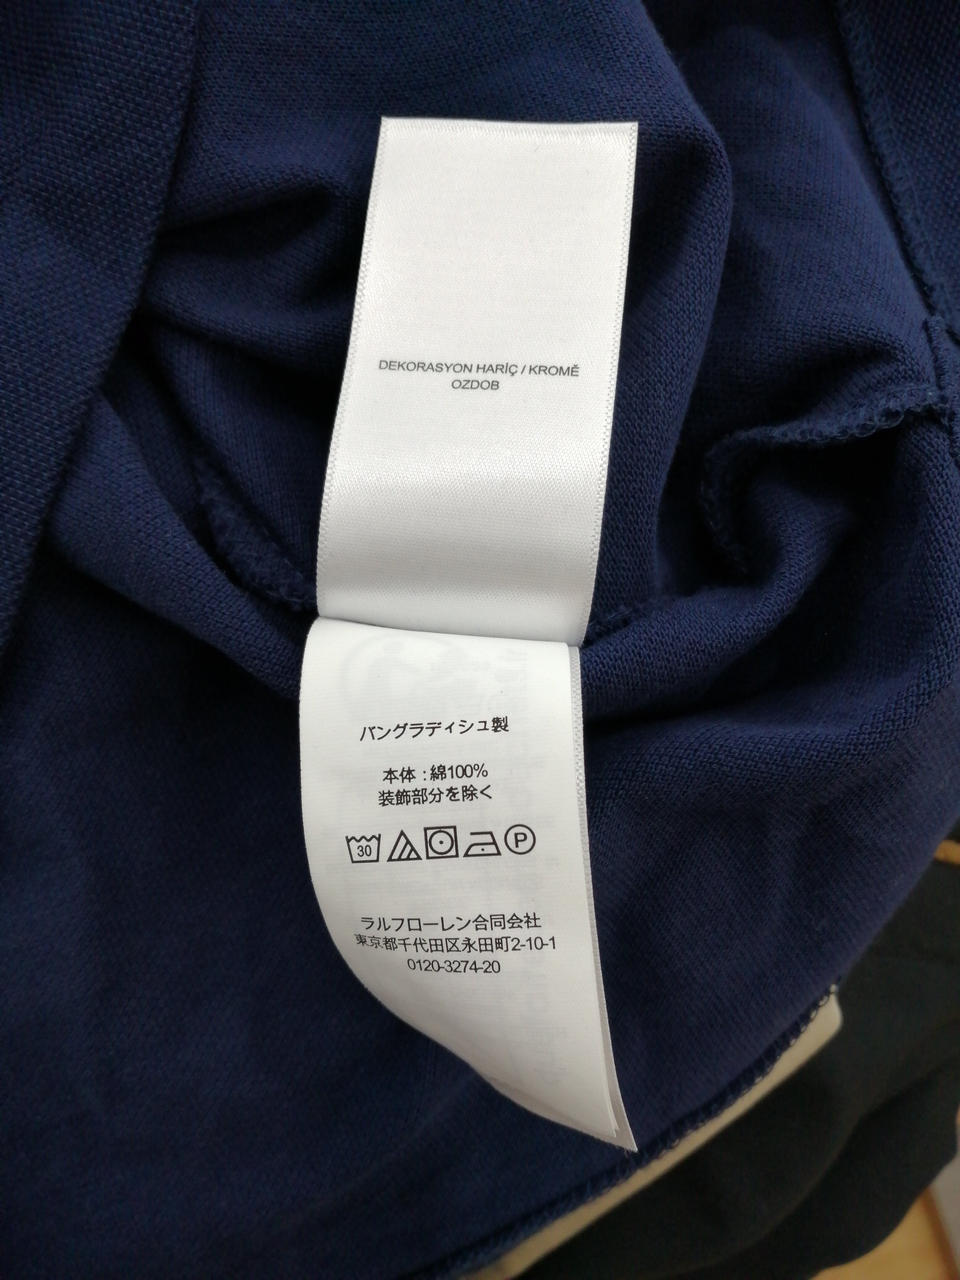 DEKORASYON HARİÇ / KROMĚ
OZDOB
バングラディシュ製
本体 : 綿100%
装飾部分を除く
30
P
ラルフローレン合同会社
東京都千代田区永田町2-10-1
0120-3274-20